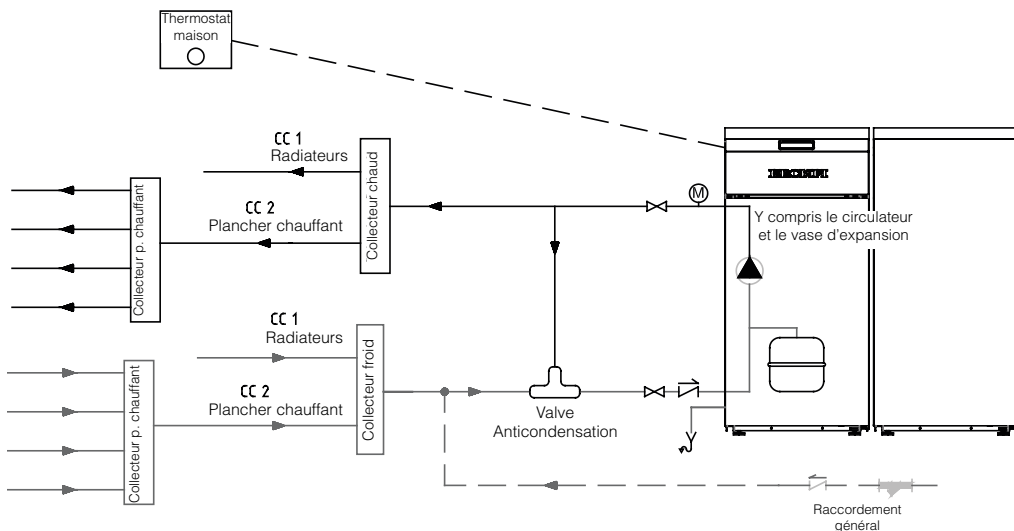 Thermostat
maison
CC 1
Radiateurs
CC 2
Plancher chauffant
Collecteur p. chauffant
Collecteur chaud
M
Y compris le circulateur
et le vase d'expansion
CC 1
Radiateurs
CC 2
Plancher chauffant
Collecteur p. chauffant
Collecteur froid
Valve
Anticondensation
Raccordement
général